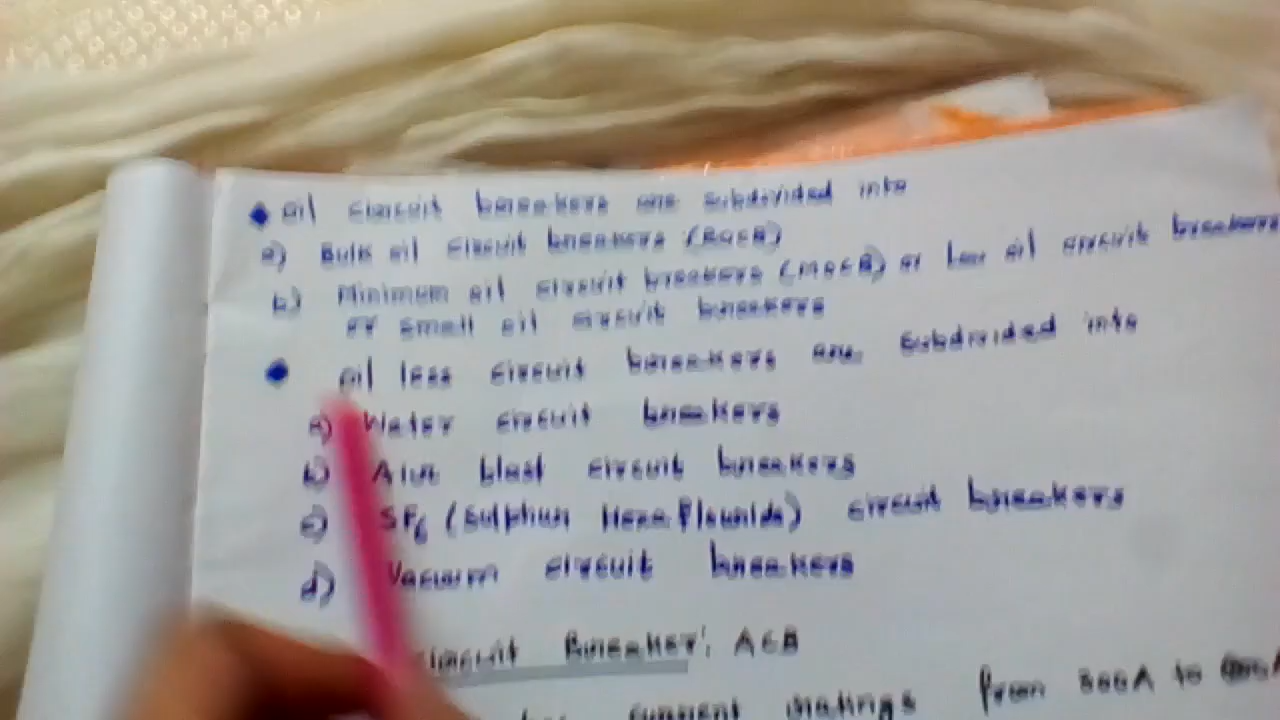 oil circuit breakers are subdivided into
a) Bulk oil circuit breakers (BOCB)
b) Minimum oil circuit breakers (MOCB) or low oil circuit breakers
or small oil circuit breakers
oil less circuit breakers are subdivided into
a) Water circuit breakers
b) Air blast circuit breakers
c) SF6 (Sulphur Hexa Flouride) circuit breakers
d) Vacuum circuit breakers
circuit Breaker: ACB
current ratings from to